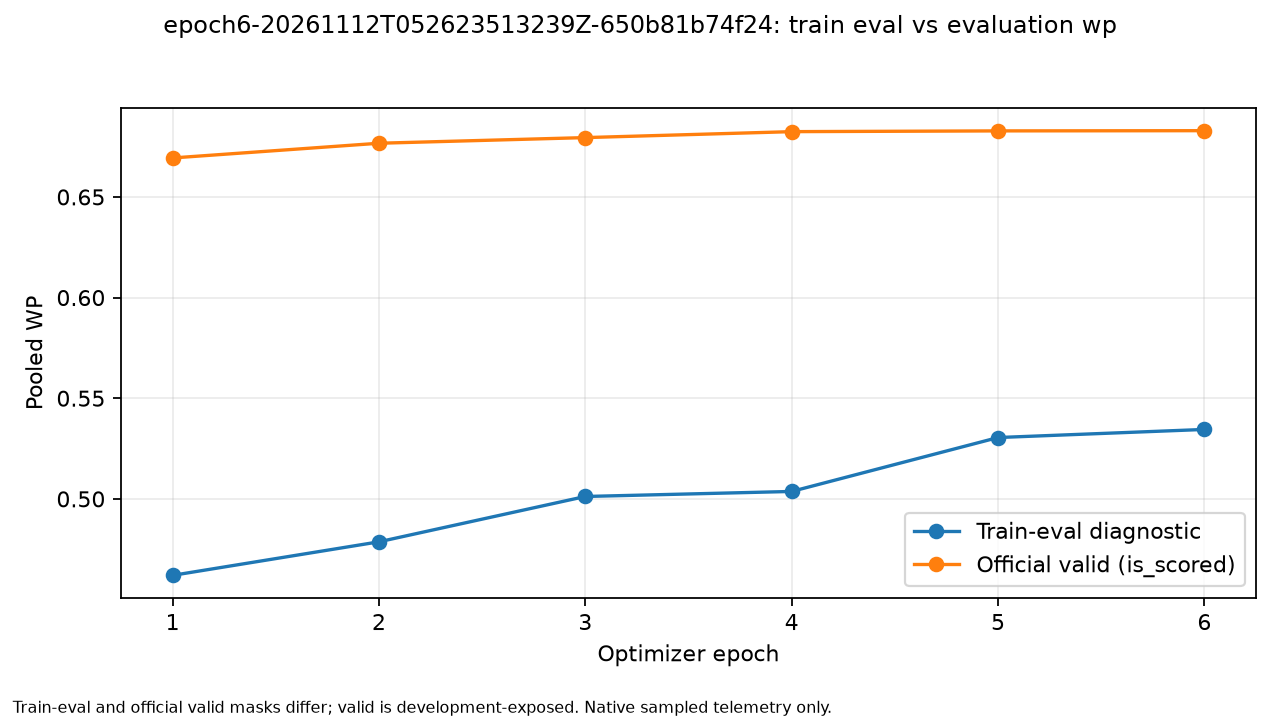 epoch6-20261112T052623513239Z-650b81b74f24: train eval vs evaluation wp
Pooled WP
0.65
0.60
0.55
0.50
Train-eval diagnostic
Official valid (is_scored)
1 2 3 4 5 6
Optimizer epoch
Train-eval and official valid masks differ; valid is development-exposed. Native sampled telemetry only.